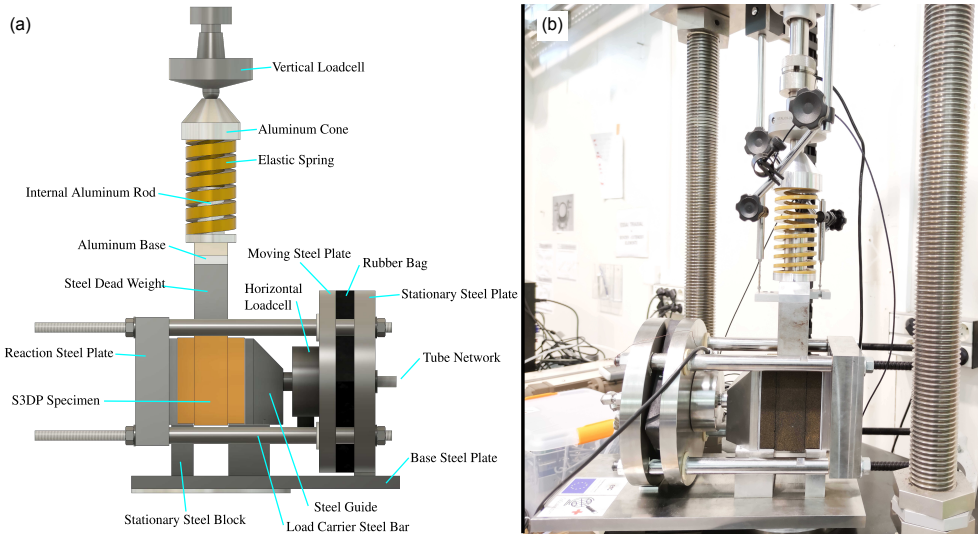 (a)
Vertical Loadcell
Aluminum Cone
Elastic Spring
Internal Aluminum Rod
Aluminum Base
Steel Dead Weight
Moving Steel Plate
Rubber Bag
Horizontal
Loadcell
Stationary Steel Plate
Reaction Steel Plate
Tube Network
S3DP Specimen
Base Steel Plate
Steel Guide
Stationary Steel Block
Load Carrier Steel Bar
(b)